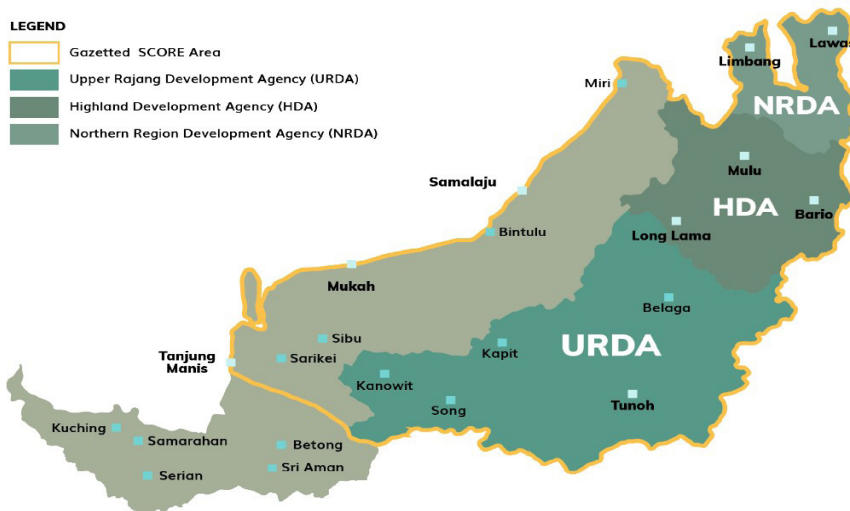 LEGEND
Gazetted SCORE Area
Upper Rajang Development Agency (URDA)
Highland Development Agency (HDA)
Northern Region Development Agency (NRDA)
Lawas
Limbang
NRDA
Miri
Mulu
Samalaju
HDA
Bario
Long Lama
Bintulu
Mukah
Belaga
Sibu
URDA
Kapit
Tanjung
Manis
Sarikei
Kanowit
Song
Tunoh
Kuching
Samarahan
Betong
Sri Aman
Serian